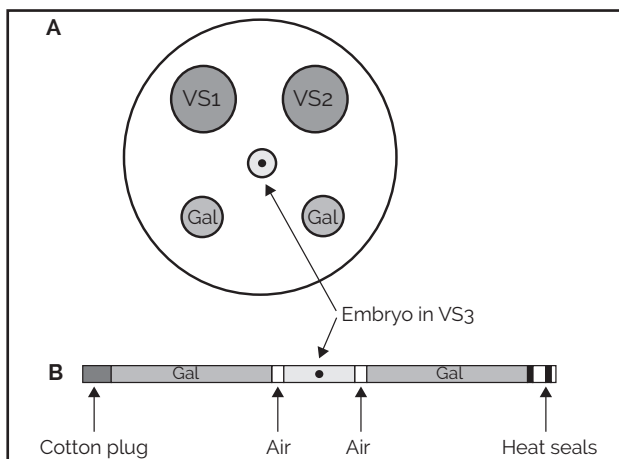 A
VS1 VS2
Gal Gal
Embryo in VS3
B
Gal Gal
Cotton plug Air Air Heat seals